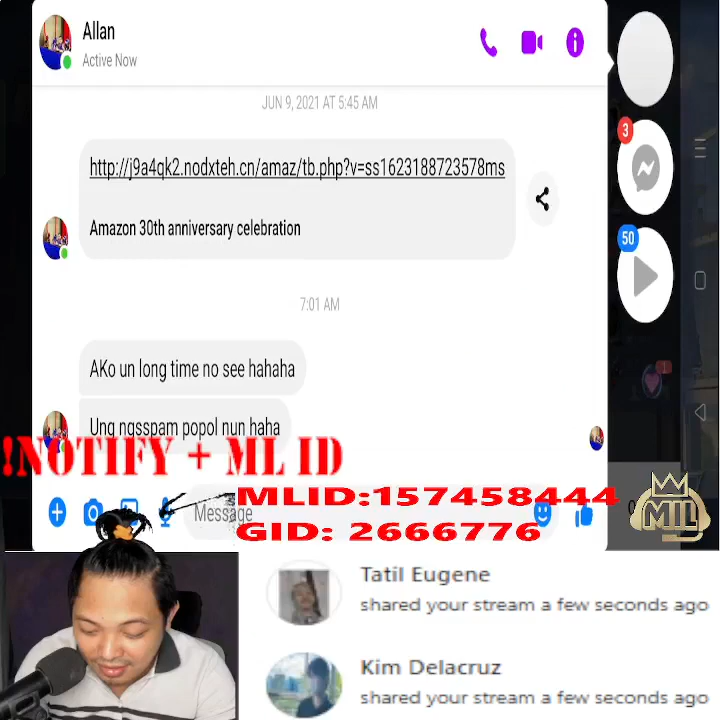 Allan
Active Now
JUN 9, 2021 AT 5:45 AM
http://j9a4qk2.nodxteh.cn/amaz/tb.php?v=ss1623188723578ms
Amazon 30th anniversary celebration
7:01 AM
AKo un long time no see hahaha
Ung ngsspam popol nun haha
3
50
1
!NOTIFY + ML ID
MLID:157458444
GID: 2666776
Message
MIL
Tatil Eugene
shared your stream a few seconds ago
Kim Delacruz
shared your stream a few seconds ago